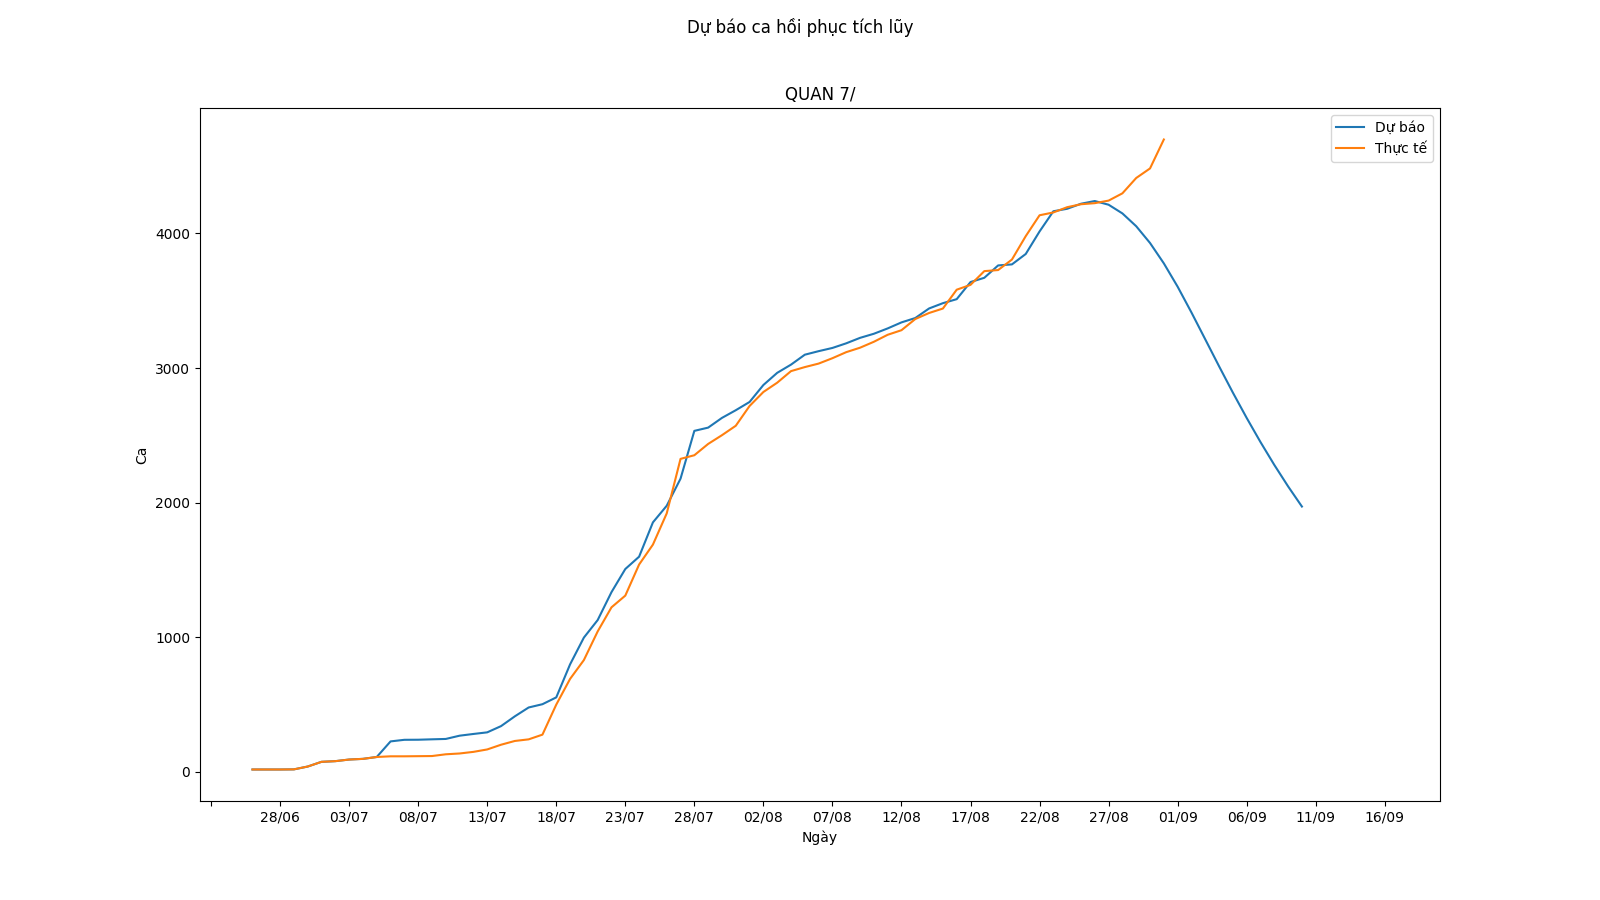 Dự báo ca hồi phục tích lũy
QUAN 7/
Dự báo
Thực tế
Ca
4000
3000
2000
1000
0
28/06 03/07 08/07 13/07 18/07 23/07 28/07 02/08 07/08 12/08 17/08 22/08 27/08 01/09 06/09 11/09 16/09
Ngày